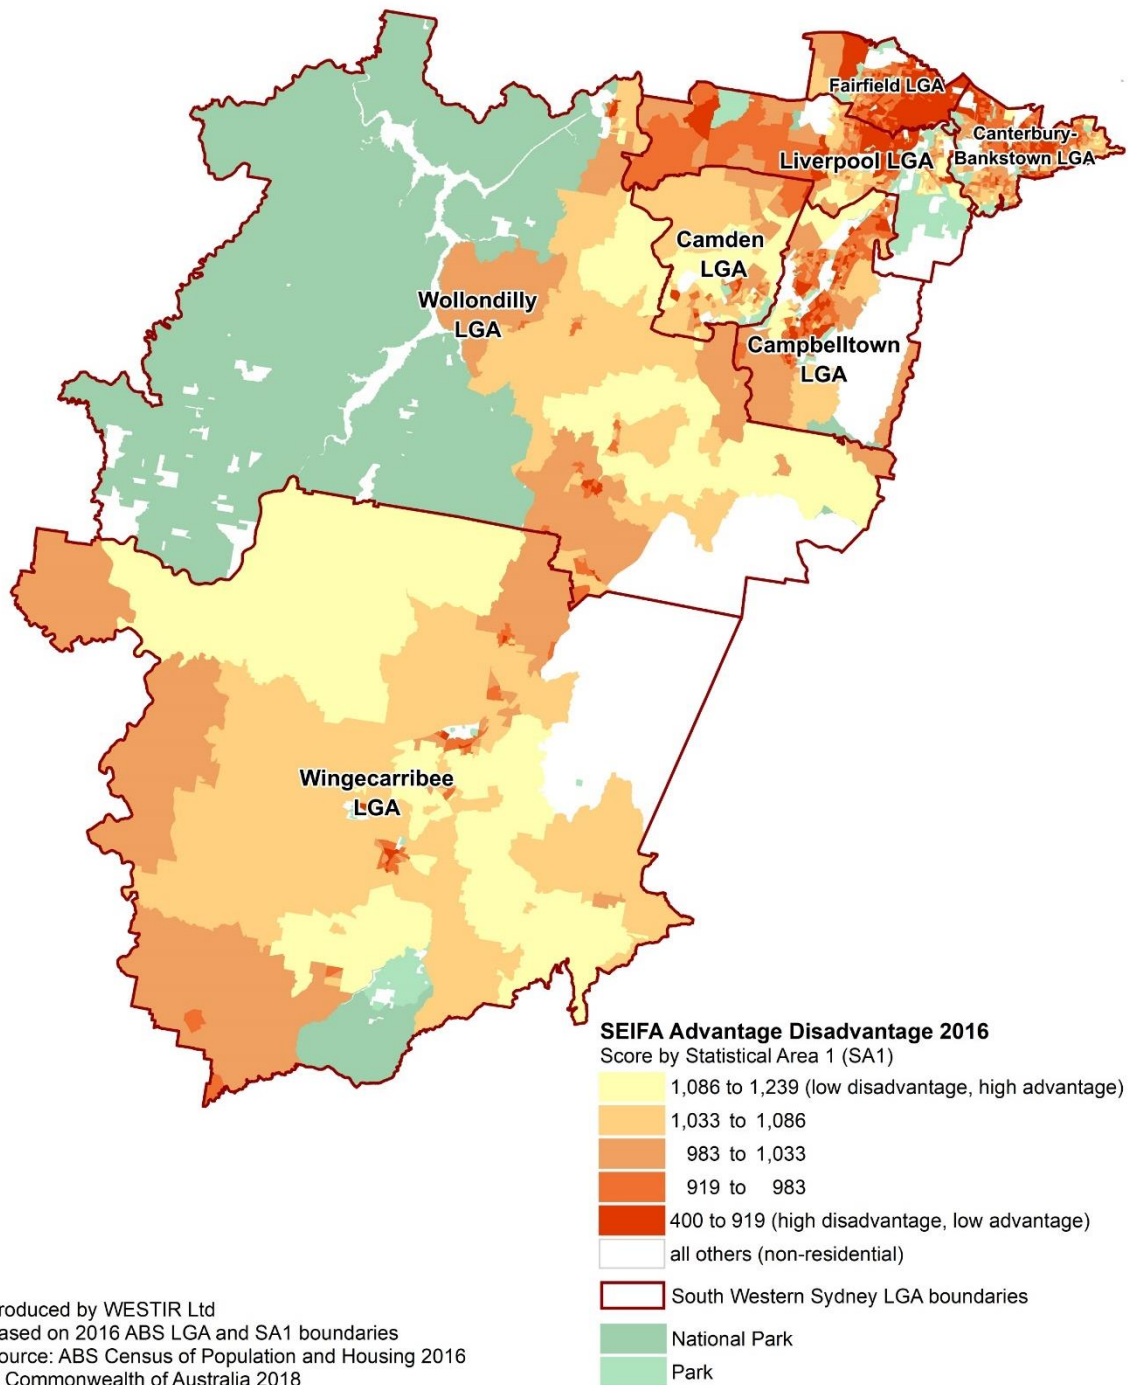 Fairfield LGA
Canterbury-
Bankstown LGA
Liverpool LGA
Camden
LGA
Wollondilly
LGA
Campbelltown
LGA
Wingecarribee
LGA
SEIFA Advantage Disadvantage 2016
Score by Statistical Area 1 (SA1)
1,086 to 1,239 (low disadvantage, high advantage)
1,033 to 1,086
983 to 1,033
919 to 983
400 to 919 (high disadvantage, low advantage)
all others (non-residential)
South Western Sydney LGA boundaries
National Park
Park
roduced by WESTIR Ltd
ased on 2016 ABS LGA and SA1 boundaries
ource: ABS Census of Population and Housing 2016
Commonwealth of Australia 2018